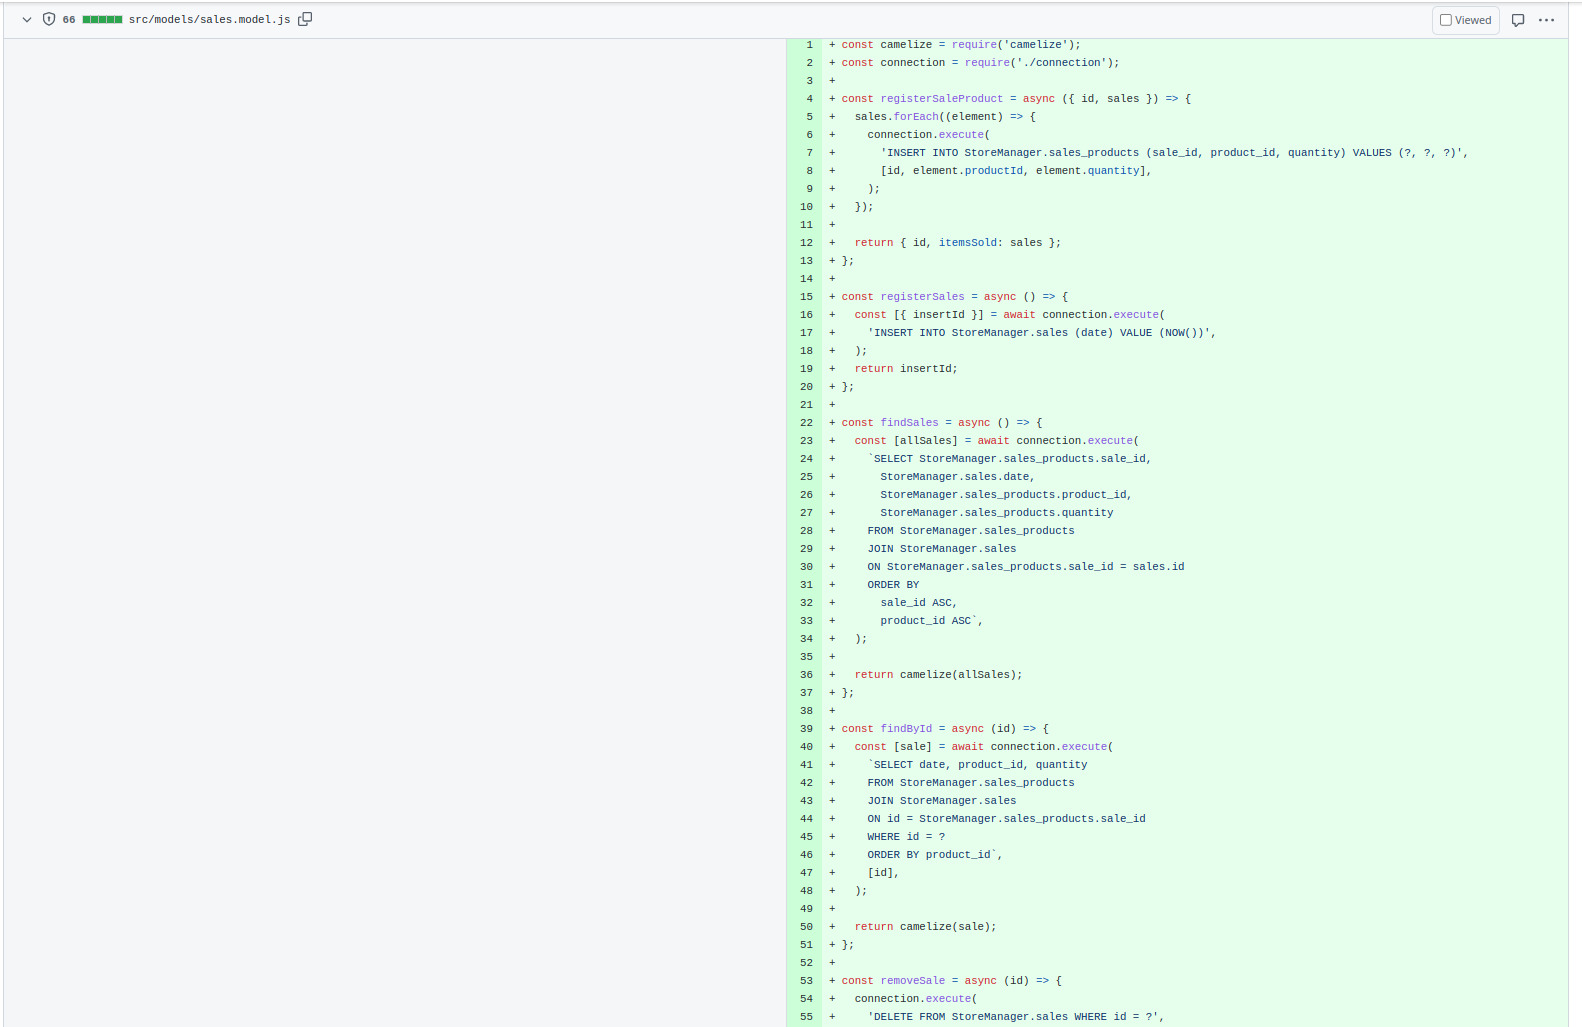 66 src/models/sales.model.js Viewed
1 + const camelize = require('camelize');
2 + const connection = require('./connection');
3 +
4 + const registerSaleProduct = async ({ id, sales }) => {
5 +   sales.forEach((element) => {
6 +     connection.execute(
7 +       'INSERT INTO StoreManager.sales_products (sale_id, product_id, quantity) VALUES (?, ?, ?)',
8 +       [id, element.productId, element.quantity],
9 +     );
10 +   });
11 +
12 +   return { id, itemsSold: sales };
13 + };
14 +
15 + const registerSales = async () => {
16 +   const [{ insertId }] = await connection.execute(
17 +     'INSERT INTO StoreManager.sales (date) VALUE (NOW())',
18 +   );
19 +   return insertId;
20 + };
21 +
22 + const findSales = async () => {
23 +   const [allSales] = await connection.execute(
24 +     `SELECT StoreManager.sales_products.sale_id,
25 +       StoreManager.sales.date,
26 +       StoreManager.sales_products.product_id,
27 +       StoreManager.sales_products.quantity
28 +     FROM StoreManager.sales_products
29 +     JOIN StoreManager.sales
30 +     ON StoreManager.sales_products.sale_id = sales.id
31 +     ORDER BY
32 +       sale_id ASC,
33 +       product_id ASC`,
34 +   );
35 +
36 +   return camelize(allSales);
37 + };
38 +
39 + const findById = async (id) => {
40 +   const [sale] = await connection.execute(
41 +     `SELECT date, product_id, quantity
42 +     FROM StoreManager.sales_products
43 +     JOIN StoreManager.sales
44 +     ON id = StoreManager.sales_products.sale_id
45 +     WHERE id = ?
46 +     ORDER BY product_id`,
47 +     [id],
48 +   );
49 +
50 +   return camelize(sale);
51 + };
52 +
53 + const removeSale = async (id) => {
54 +   connection.execute(
55 +     'DELETE FROM StoreManager.sales WHERE id = ?',